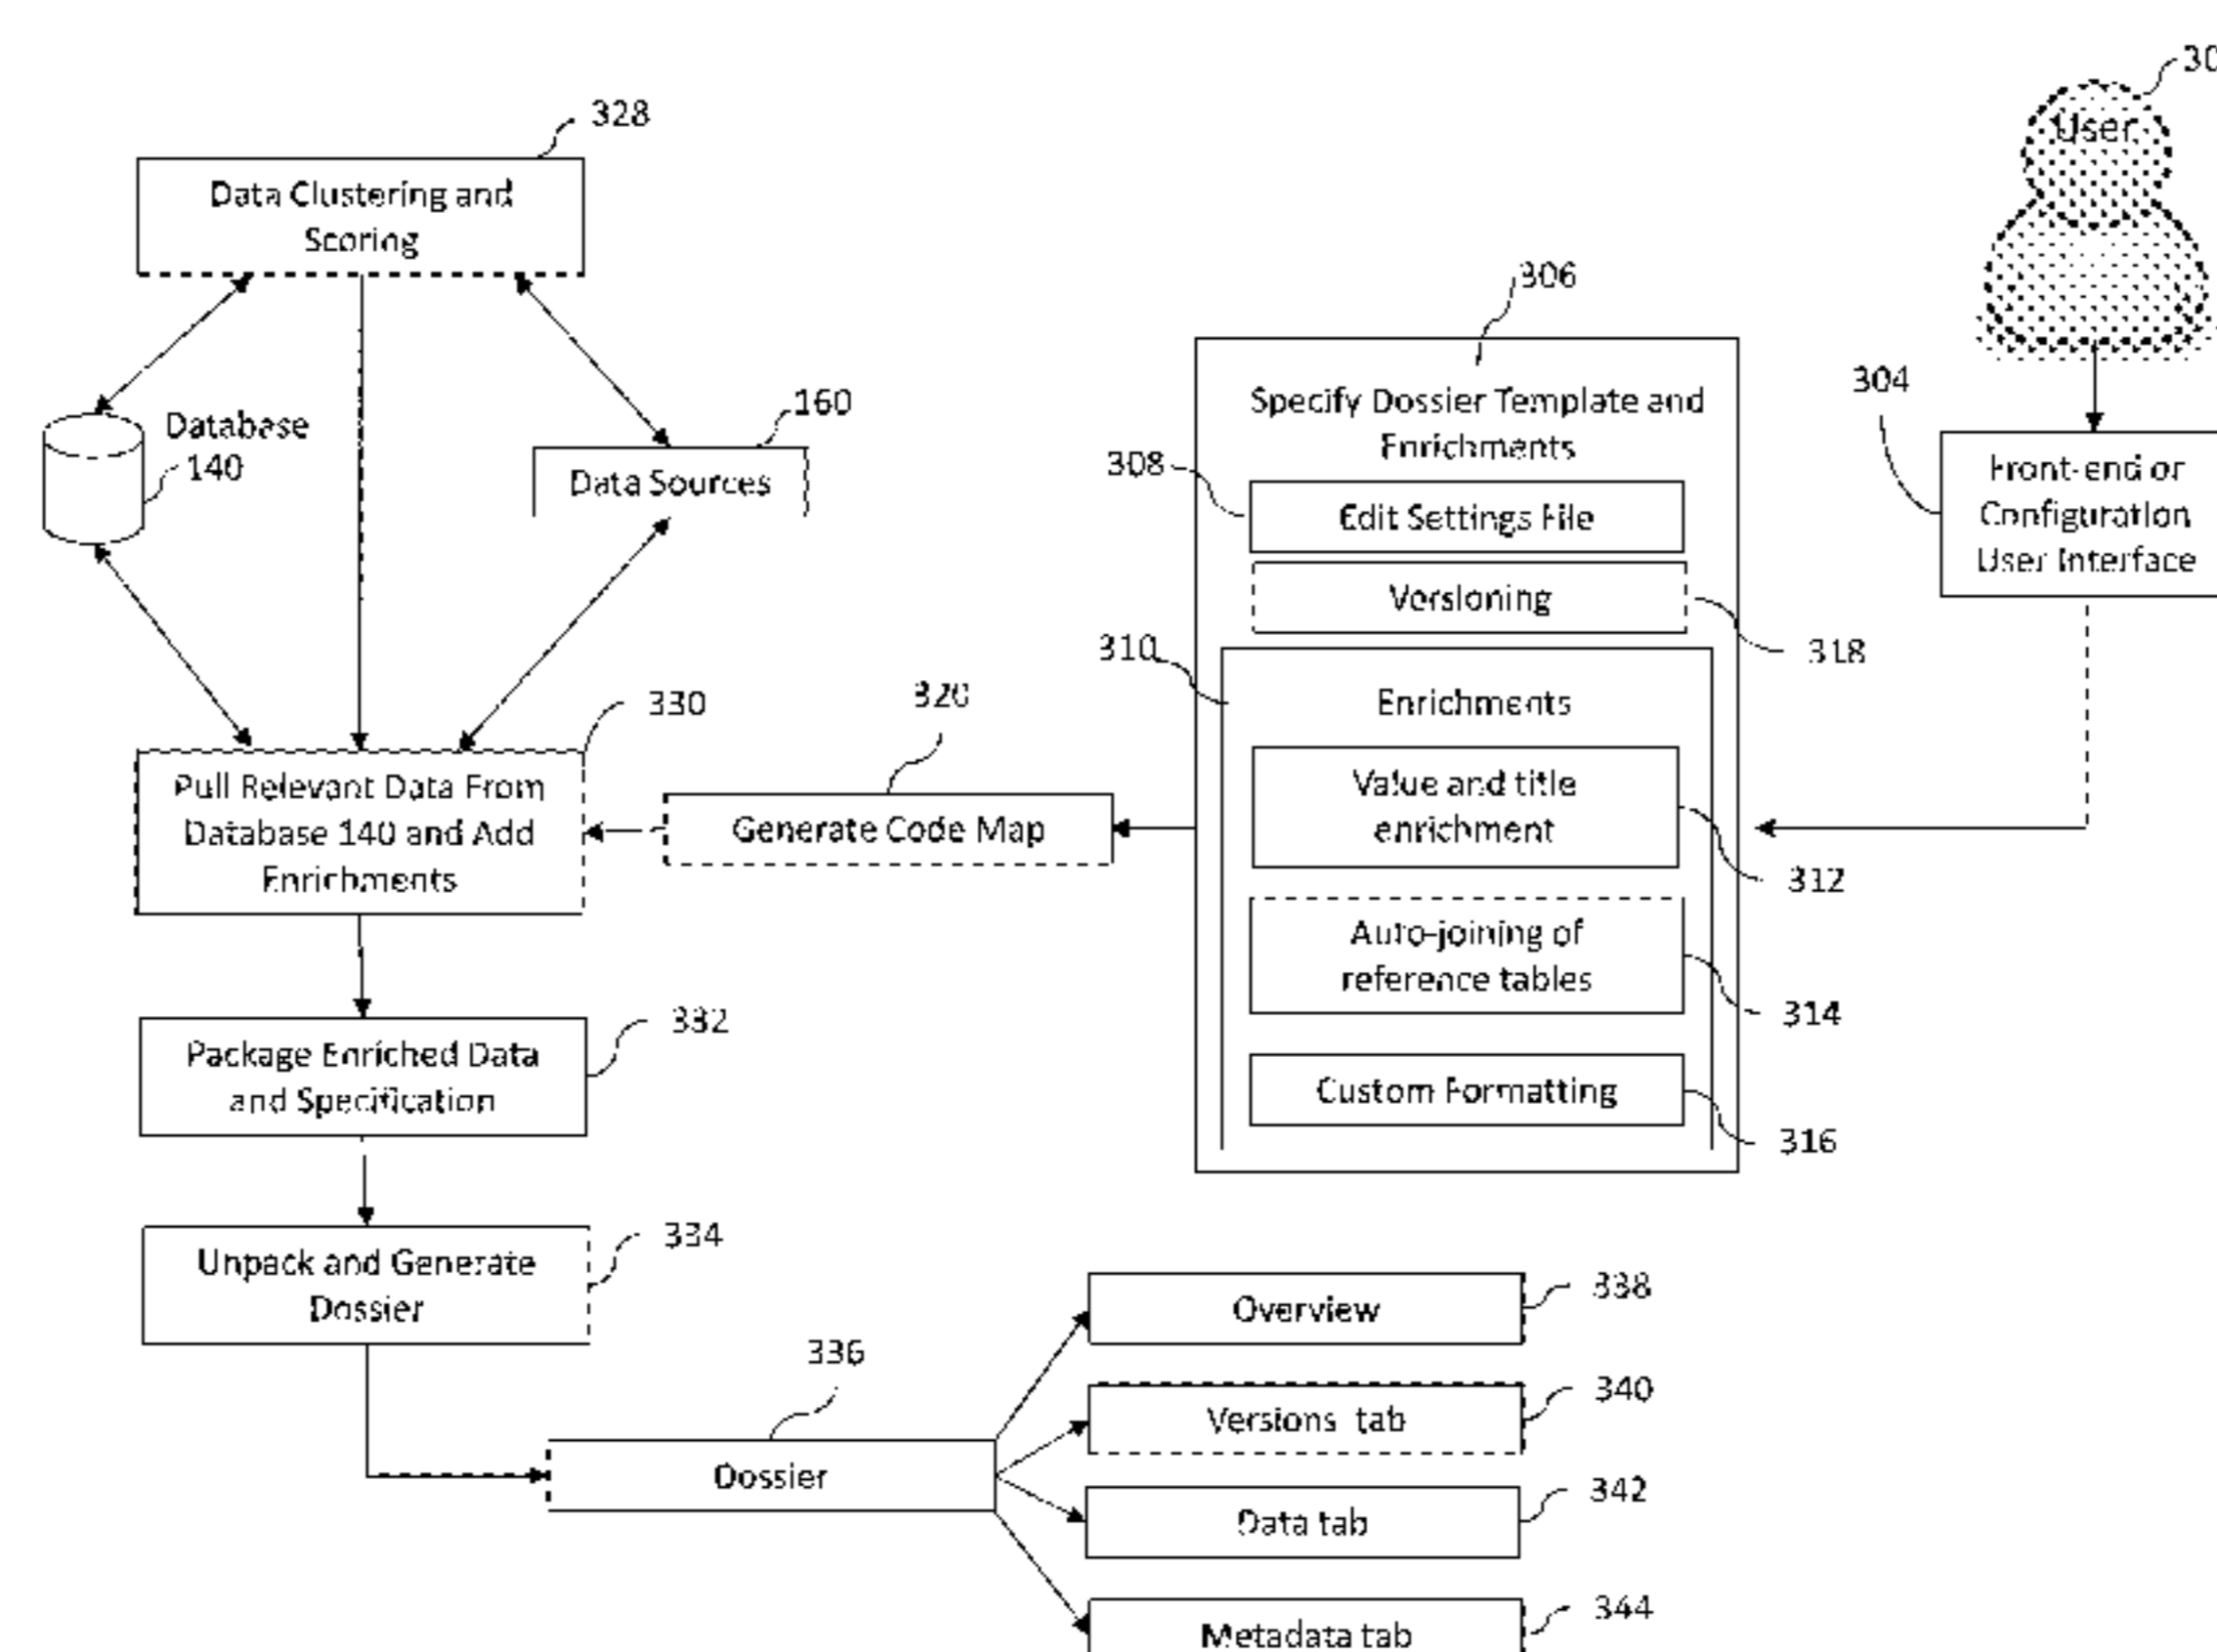 328
Data Clustering and
Scoring
Database
140
160
Data Sources
330
Pull Relevant Data From
Database 140 and Add
Enrichments
320
Generate Code Map
332
Package Enriched Data
and Specification
334
Unpack and Generate
Dossier
336
Dossier
338
Overview
340
Versions tab
342
Data tab
344
Metadata tab
306
Specify Dossier Template and
Enrichments
308
Edit Settings File
Versioning
318
310
Enrichments
Value and title
enrichment
312
Auto-joining of
reference tables
314
Custom Formatting
316
User
304
Front-end or
Configuration
User Interface